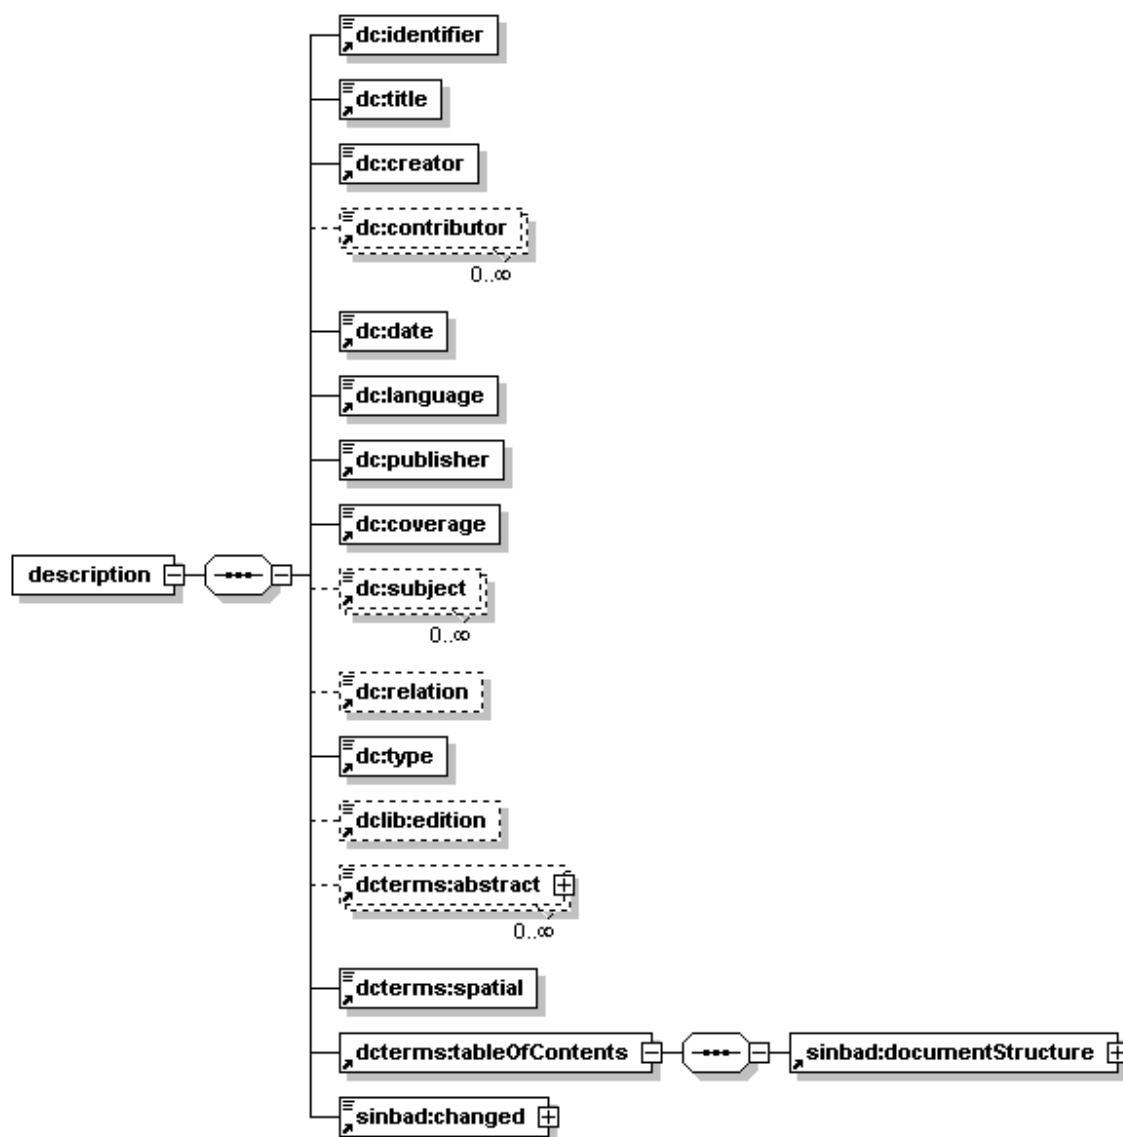 dc:identifier
dc:title
dc:creator
dc:contributor
0..∞
dc:date
dc:language
dc:publisher
dc:coverage
description
dc:subject
0..∞
dc:relation
dc:type
dclib:edition
dcterms:abstract
0..∞
dcterms:spatial
dcterms:tableOfContents sinbad:documentStructure
sinbad:changed